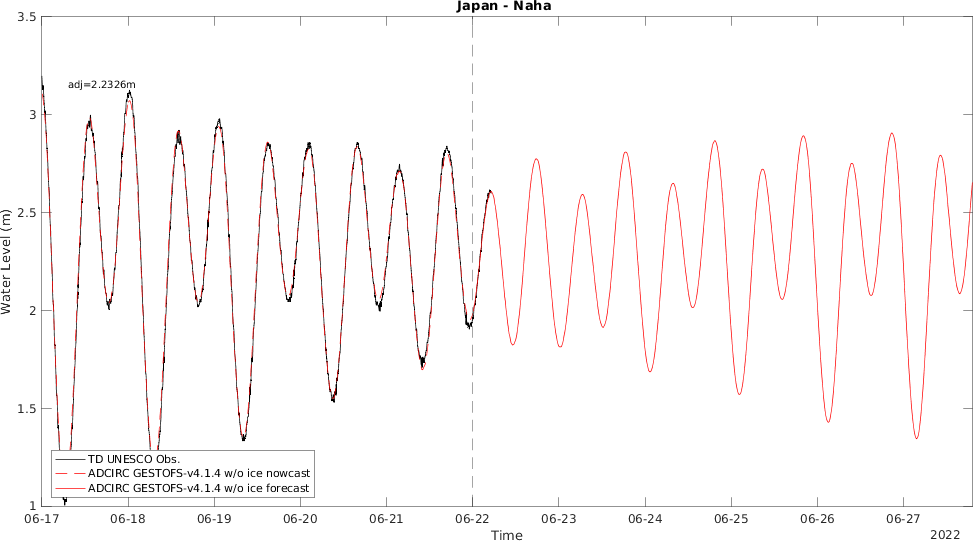 Japan - Naha
3.5
3
2.5
2
1.5
1
Water Level (m)
adj=2.2326m
TD UNESCO Obs.
ADCIRC GESTOFS-v4.1.4 w/o ice nowcast
ADCIRC GESTOFS-v4.1.4 w/o ice forecast
06-17 06-18 06-19 06-20 06-21 06-22 06-23 06-24 06-25 06-26 06-27
Time
2022